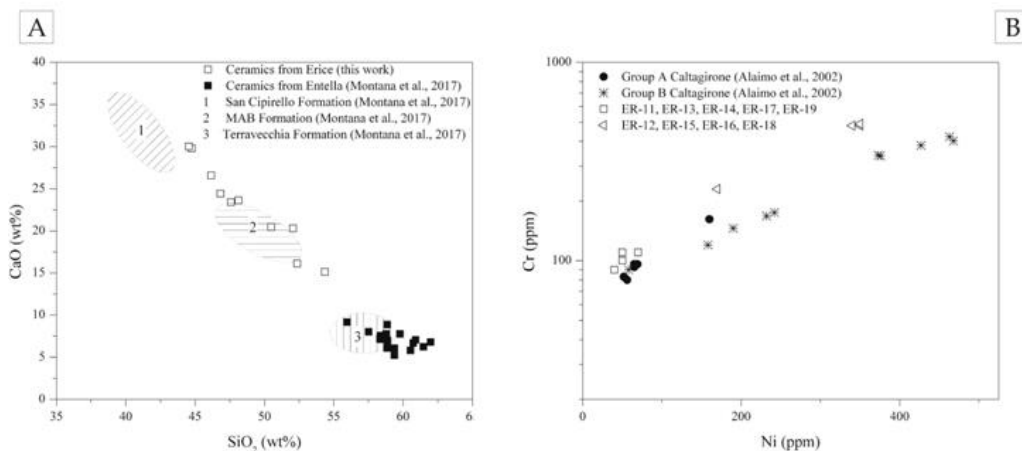 A
B
40
35
30
25
20
15
10
5
0
CaO (wt%)
Ceramics from Erice (this work)
Ceramics from Entella (Montana et al., 2017)
1 San Cipirello Formation (Montana et al., 2017)
2 MAB Formation (Montana et al., 2017)
3 Terravecchia Formation (Montana et al., 2017)
1
2
3
35 40 45 50 55 60 6
SiO₂ (wt%)
1000
100
Cr (ppm)
Group A Caltagirone (Alaimo et al., 2002)
Group B Caltagirone (Alaimo et al., 2002)
ER-11, ER-13, ER-14, ER-17, ER-19
ER-12, ER-15, ER-16, ER-18
0 200 400
Ni (ppm)